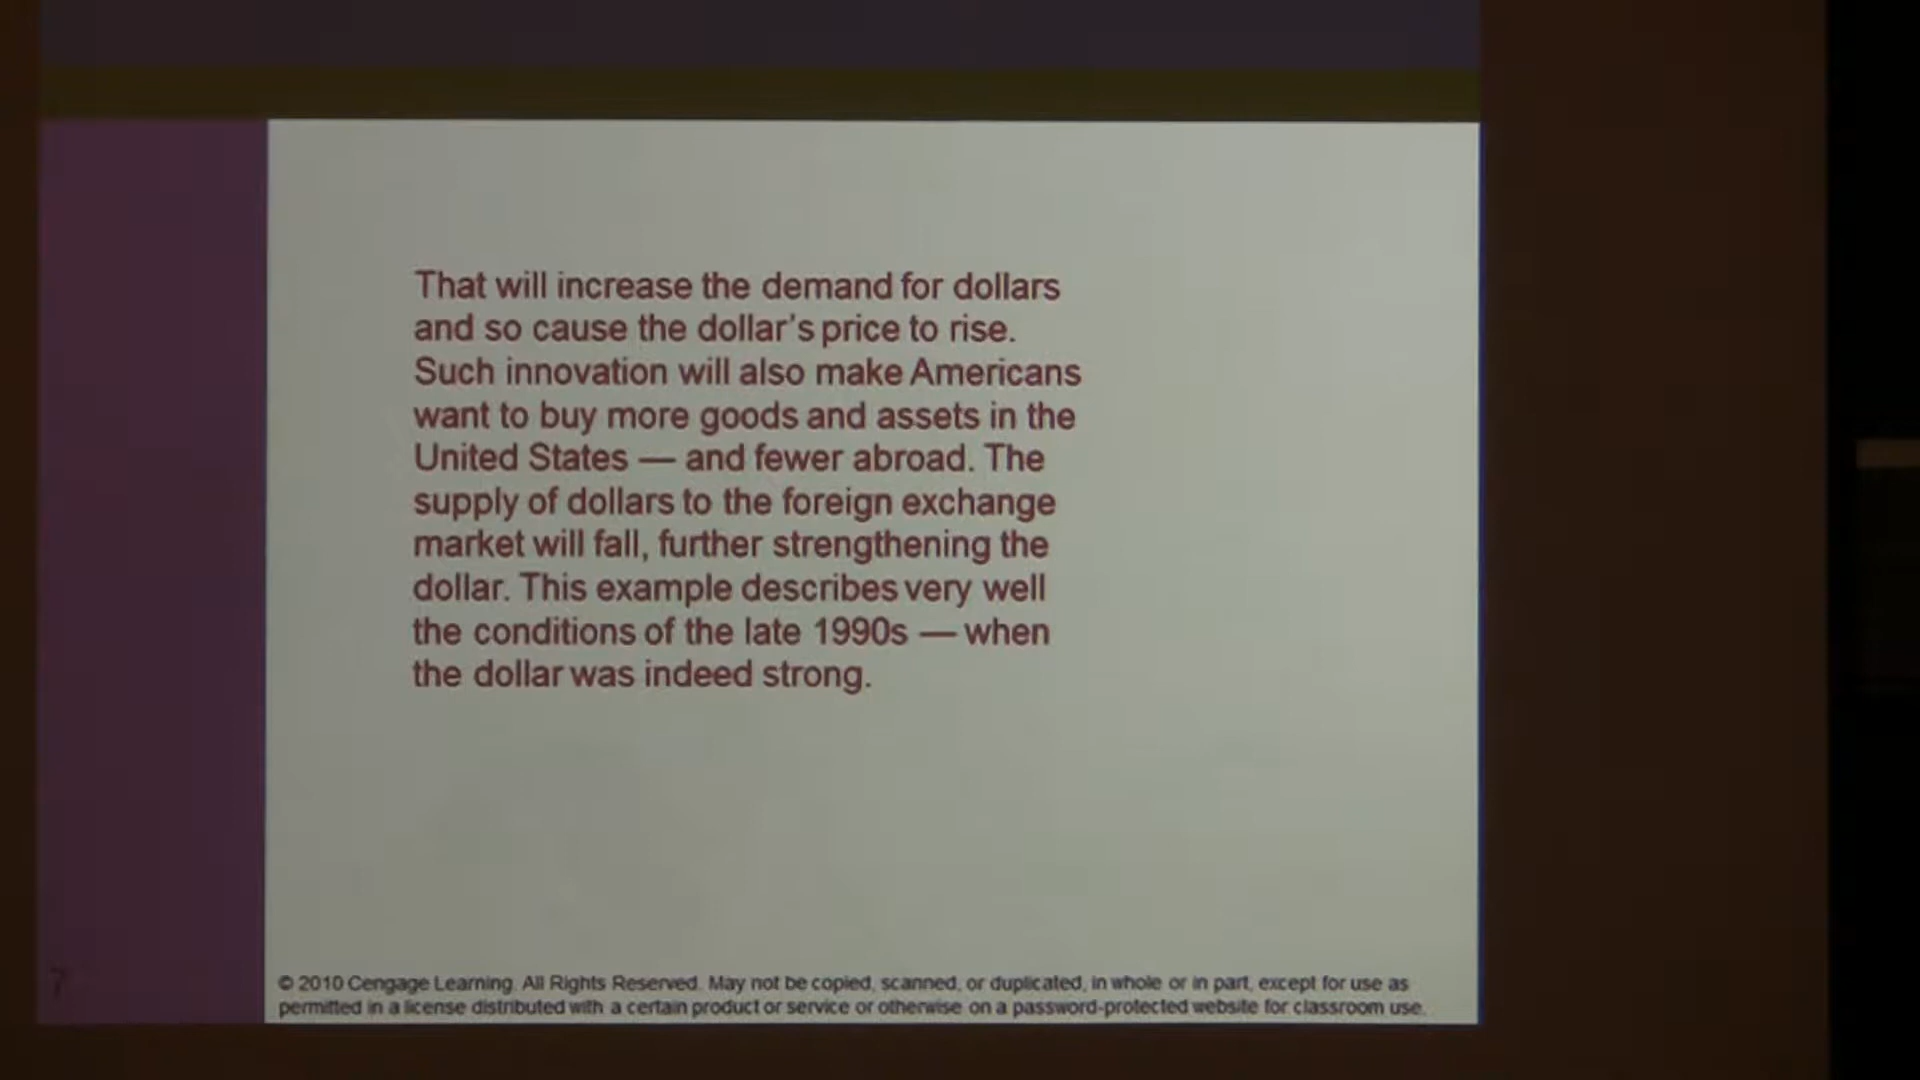 That will increase the demand for dollars
and so cause the dollar's price to rise.
Such innovation will also make Americans
want to buy more goods and assets in the
United States — and fewer abroad. The
supply of dollars to the foreign exchange
market will fall, further strengthening the
dollar. This example describes very well
the conditions of the late 1990s — when
the dollar was indeed strong.
7
© 2010 Cengage Learning. All Rights Reserved. May not be copied, scanned, or duplicated, in whole or in part, except for use as
permitted in a license distributed with a certain product or service or otherwise on a password-protected website for classroom use.